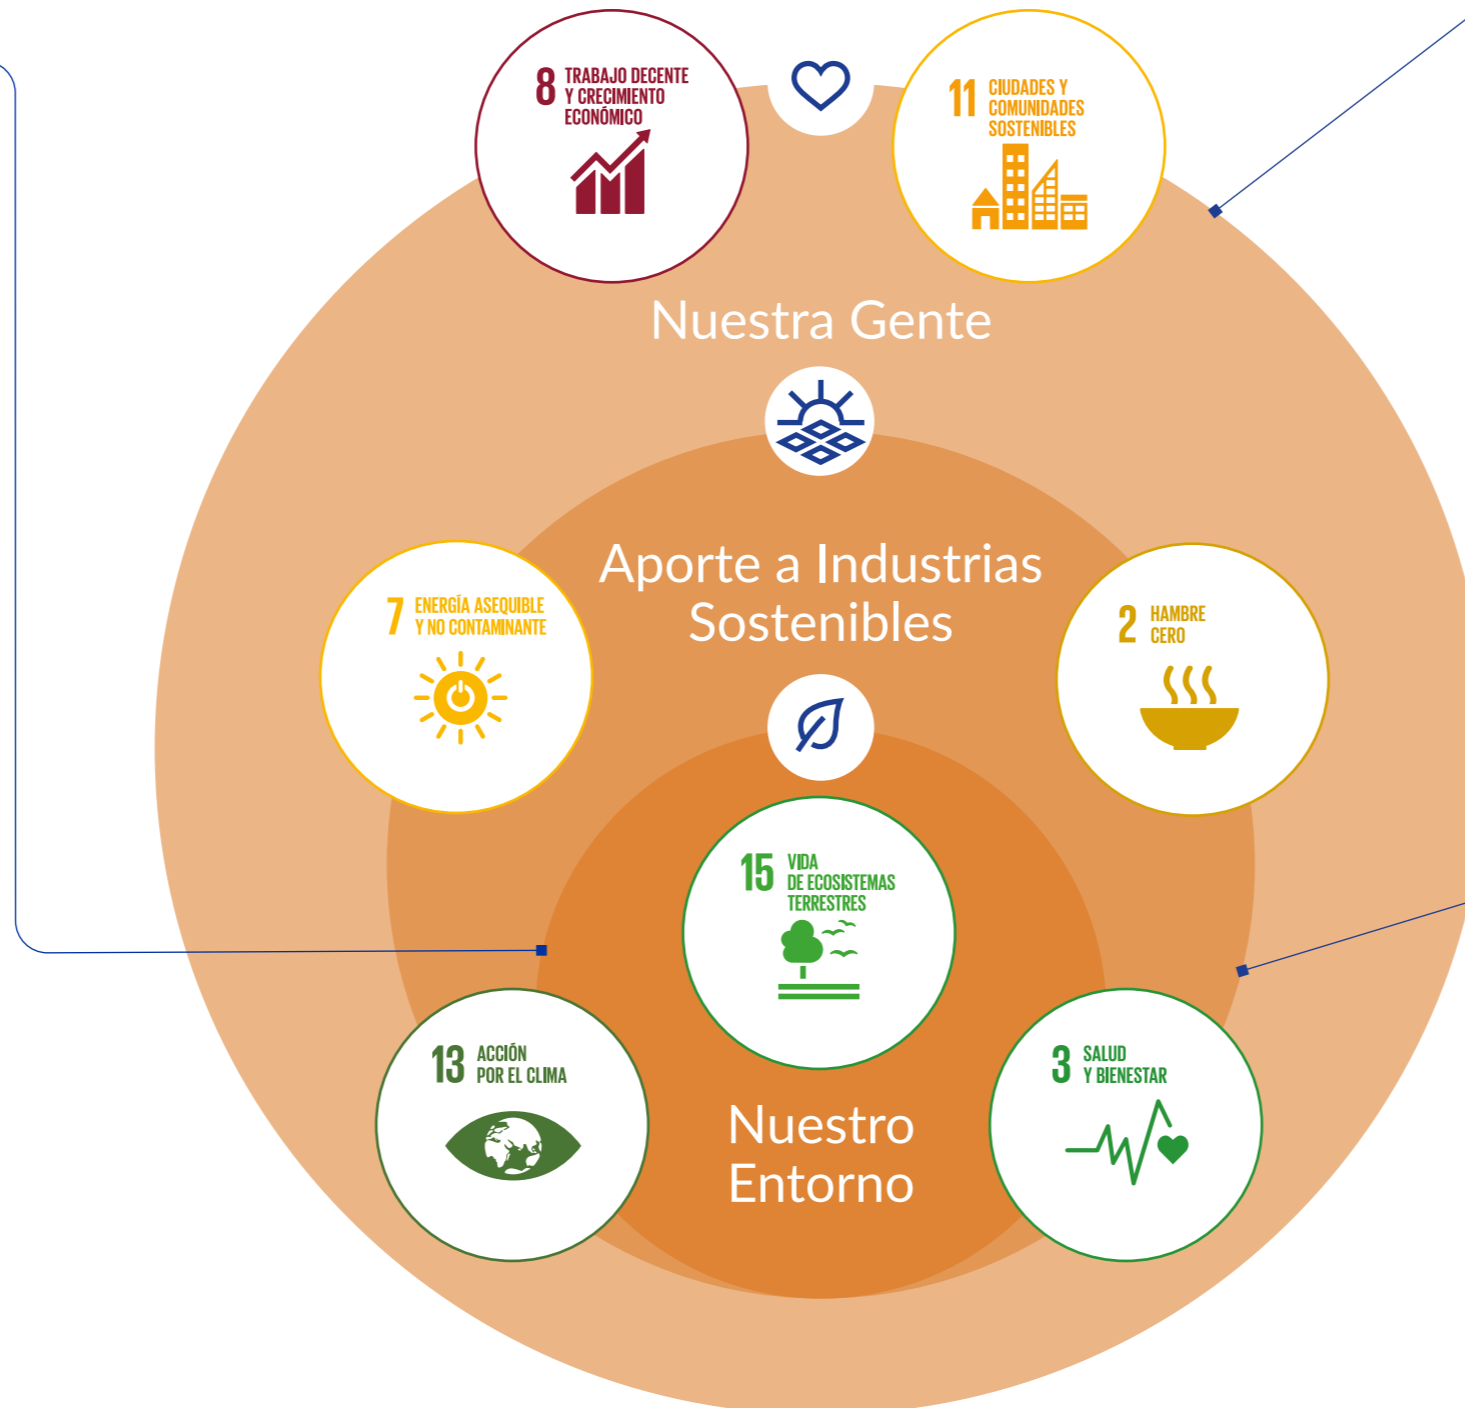 8 TRABAJO DECENTE
Y CRECIMIENTO
ECONÓMICO
11 CIUDADES Y
COMUNIDADES
SOSTENIBLES
Nuestra Gente
Aporte a Industrias
Sostenibles
7 ENERGÍA ASEQUIBLE
Y NO CONTAMINANTE
2 HAMBRE
CERO
15 VIDA
DE ECOSISTEMAS
TERRESTRES
13 ACCIÓN
POR EL CLIMA
3 SALUD
Y BIENESTAR
Nuestro
Entorno